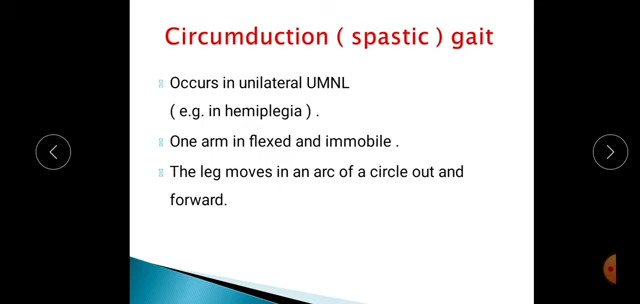 Circumduction ( spastic ) gait
Occurs in unilateral UMNL
( e.g. in hemiplegia ) .
One arm in flexed and immobile .
The leg moves in an arc of a circle out and
forward.